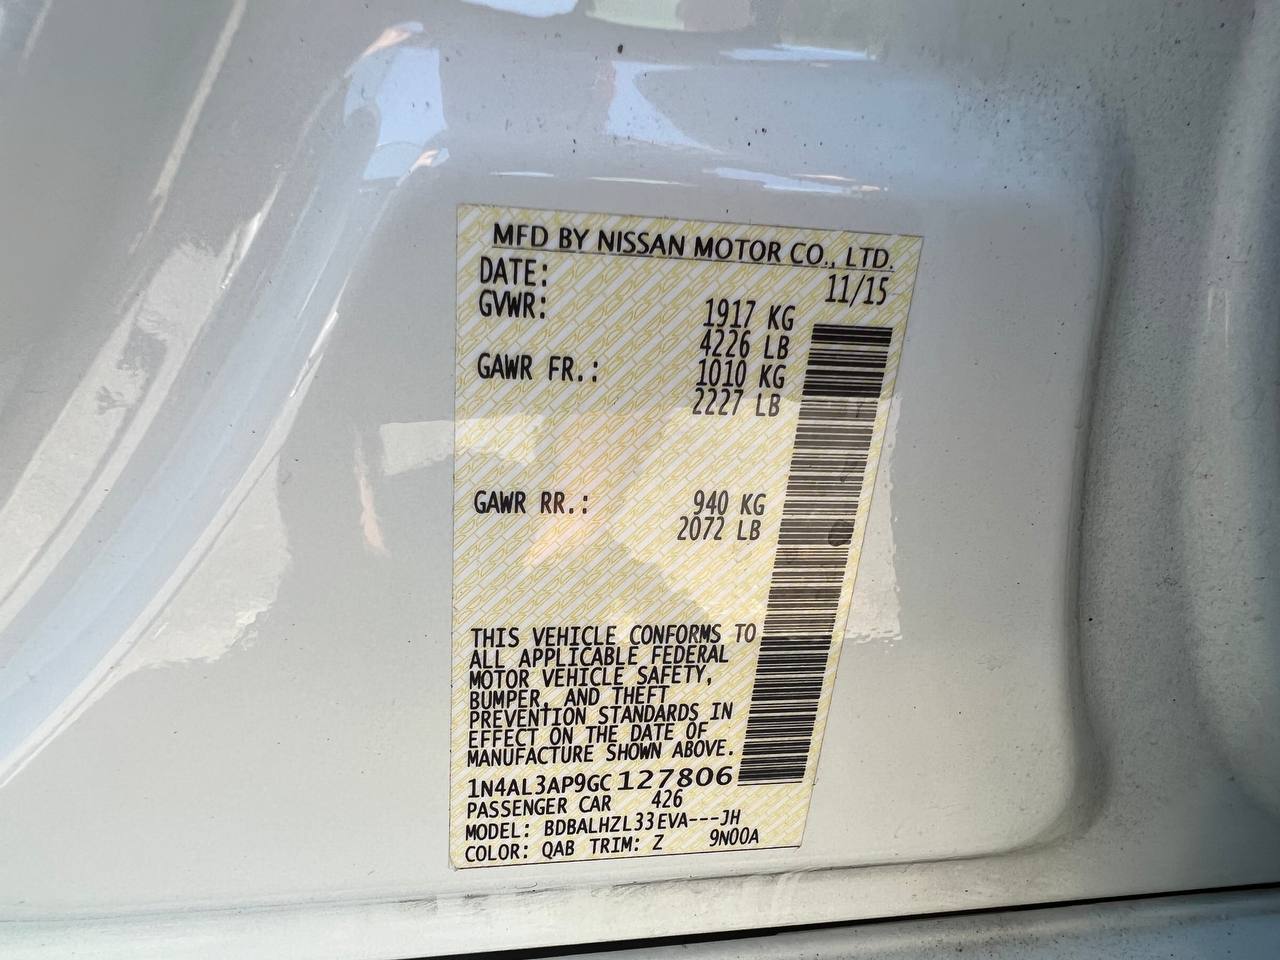 MFD BY NISSAN MOTOR CO., LTD.
DATE: 11/15
GVWR: 1917 KG
4226 LB
GAWR FR.: 1010 KG
2227 LB
GAWR RR.: 940 KG
2072 LB
THIS VEHICLE CONFORMS TO
ALL APPLICABLE FEDERAL
MOTOR VEHICLE SAFETY,
BUMPER, AND THEFT
PREVENTION STANDARDS IN
EFFECT ON THE DATE OF
MANUFACTURE SHOWN ABOVE.
1N4AL3AP9GC127806
PASSENGER CAR 426
MODEL: BDBALHZL33EVA---JH
COLOR: QAB TRIM: Z 9N00A